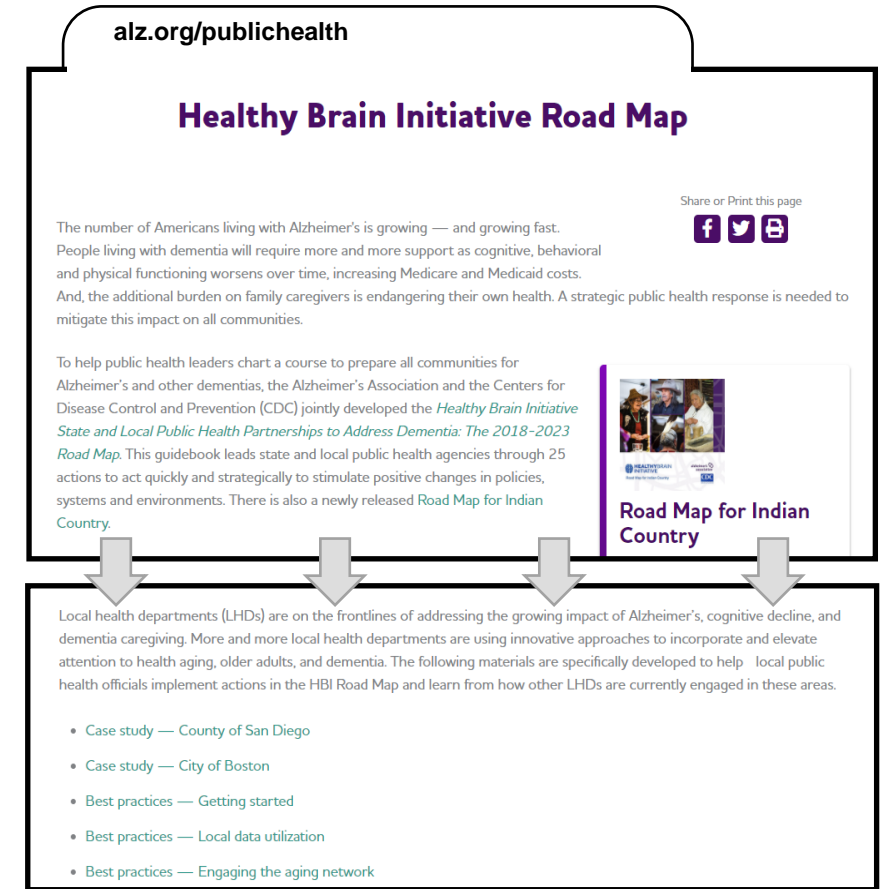 alz.org/publichealth
Healthy Brain Initiative Road Map
Share or Print this page
The number of Americans living with Alzheimer's is growing — and growing fast.
People living with dementia will require more and more support as cognitive, behavioral
and physical functioning worsens over time, increasing Medicare and Medicaid costs.
And, the additional burden on family caregivers is endangering their own health. A strategic public health response is needed to
mitigate this impact on all communities.
To help public health leaders chart a course to prepare all communities for
Alzheimer's and other dementias, the Alzheimer's Association and the Centers for
Disease Control and Prevention (CDC) jointly developed the Healthy Brain Initiative
State and Local Public Health Partnerships to Address Dementia: The 2018-2023
Road Map. This guidebook leads state and local public health agencies through 25
actions to act quickly and strategically to stimulate positive changes in policies,
systems and environments. There is also a newly released Road Map for Indian
Country.
HEALTHYBRAIN
INITIATIVE
Road Map for Indian Country
CDC
Road Map for Indian
Country
Local health departments (LHDs) are on the frontlines of addressing the growing impact of Alzheimer's, cognitive decline, and
dementia caregiving. More and more local health departments are using innovative approaches to incorporate and elevate
attention to health aging, older adults, and dementia. The following materials are specifically developed to help local public
health officials implement actions in the HBI Road Map and learn from how other LHDs are currently engaged in these areas.
• Case study — County of San Diego
• Case study — City of Boston
• Best practices — Getting started
• Best practices — Local data utilization
• Best practices — Engaging the aging network